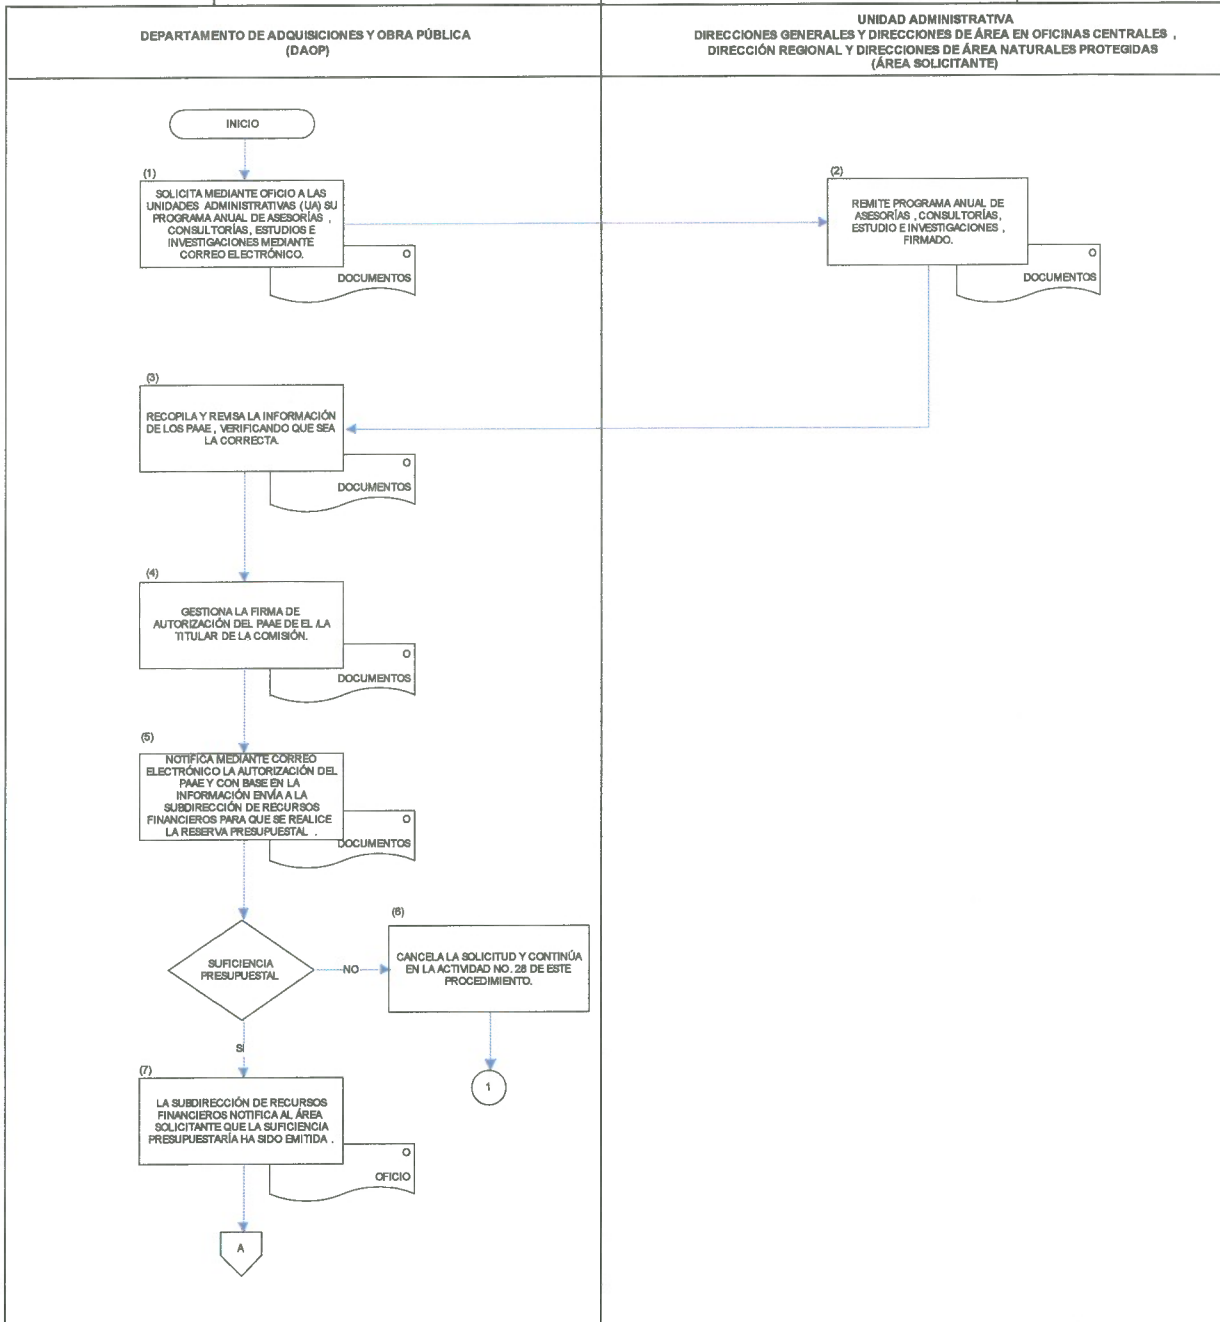 DEPARTAMENTO DE ADQUISICIONES Y OBRA PÚBLICA
(DAOP)
UNIDAD ADMINISTRATIVA
DIRECCIONES GENERALES Y DIRECCIONES DE ÁREA EN OFICINAS CENTRALES ,
DIRECCIÓN REGIONAL Y DIRECCIONES DE ÁREA NATURALES PROTEGIDAS
(ÁREA SOLICITANTE)
INICIO
(1)
SOLICITA MEDIANTE OFICIO A LAS
UNIDADES ADMINISTRATIVAS (UA) SU
PROGRAMA ANUAL DE ASESORÍAS ,
CONSULTORÍAS, ESTUDIOS E
INVESTIGACIONES MEDIANTE
CORREO ELECTRÓNICO.
O
DOCUMENTOS
(2)
REMITE PROGRAMA ANUAL DE
ASESORÍAS , CONSULTORÍAS,
ESTUDIO E INVESTIGACIONES ,
FIRMADO.
O
DOCUMENTOS
(3)
RECOPILA Y REVISA LA INFORMACIÓN
DE LOS PAAE , VERIFICANDO QUE SEA
LA CORRECTA.
O
DOCUMENTOS
(4)
GESTIONA LA FIRMA DE
AUTORIZACIÓN DEL PAAE DE EL /LA
TITULAR DE LA COMISIÓN.
O
DOCUMENTOS
(5)
NOTIFICA MEDIANTE CORREO
ELECTRÓNICO LA AUTORIZACIÓN DEL
PAAE Y CON BASE EN LA
INFORMACIÓN ENVÍA A LA
SUBDIRECCIÓN DE RECURSOS
FINANCIEROS PARA QUE SE REALICE
LA RESERVA PRESUPUESTAL .
O
DOCUMENTOS
SUFICIENCIA
PRESUPUESTAL
NO
(6)
CANCELA LA SOLICITUD Y CONTINÚA
EN LA ACTIVIDAD NO. 28 DE ESTE
PROCEDIMIENTO.
1
SI
(7)
LA SUBDIRECCIÓN DE RECURSOS
FINANCIEROS NOTIFICA AL ÁREA
SOLICITANTE QUE LA SUFICIENCIA
PRESUPUESTARÍA HA SIDO EMITIDA .
O
OFICIO
A